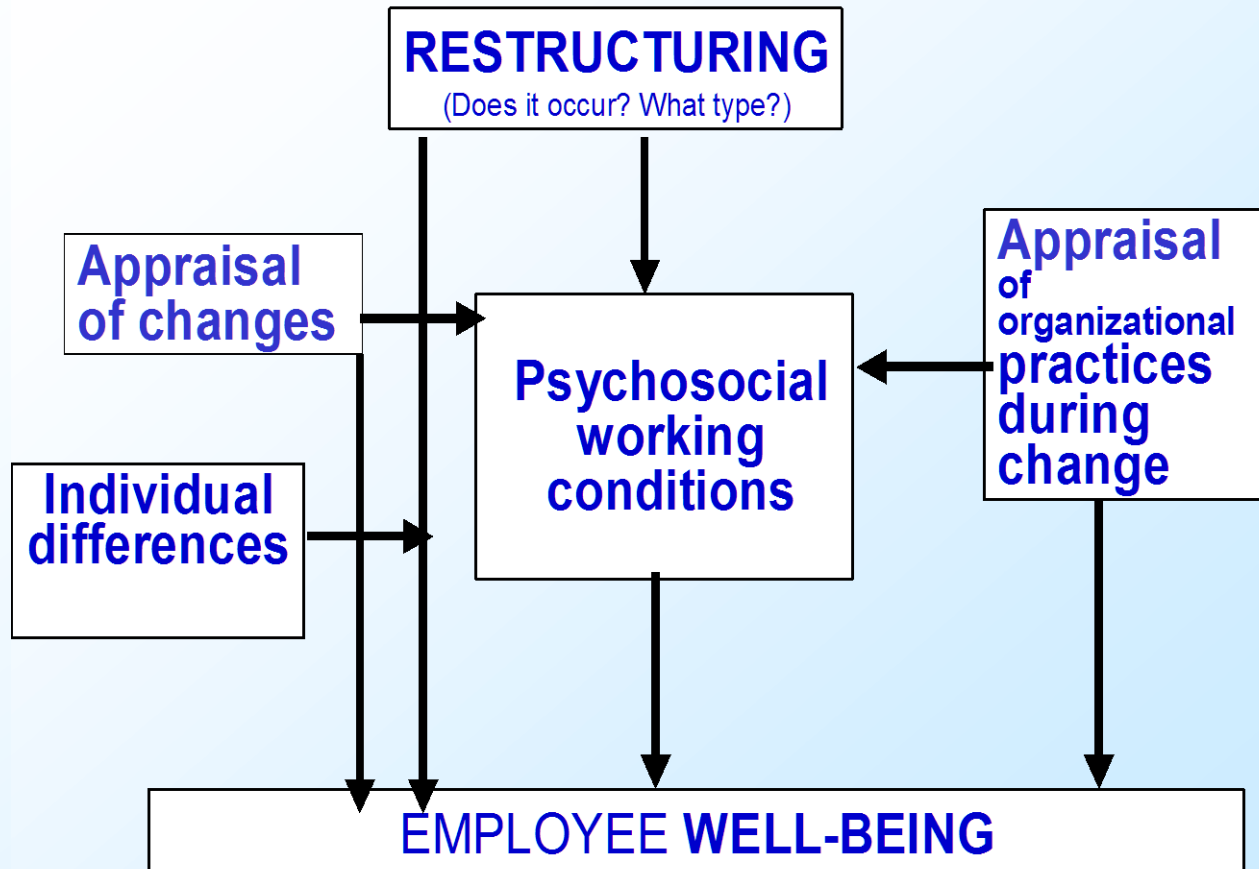 RESTRUCTURING
(Does it occur? What type?)
Appraisal
of changes
Appraisal
of
organizational
practices
during
change
Psychosocial
working
conditions
Individual
differences
EMPLOYEE WELL-BEING